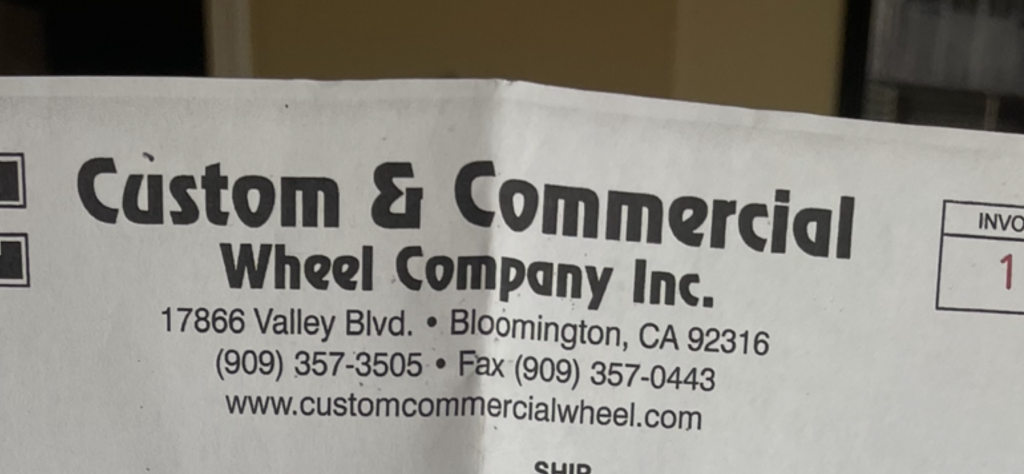 Custom & Commercial
Wheel Company Inc.
17866 Valley Blvd. • Bloomington, CA 92316
(909) 357-3505 • Fax (909) 357-0443
www.customcommercialwheel.com
INVO
1
SHIP